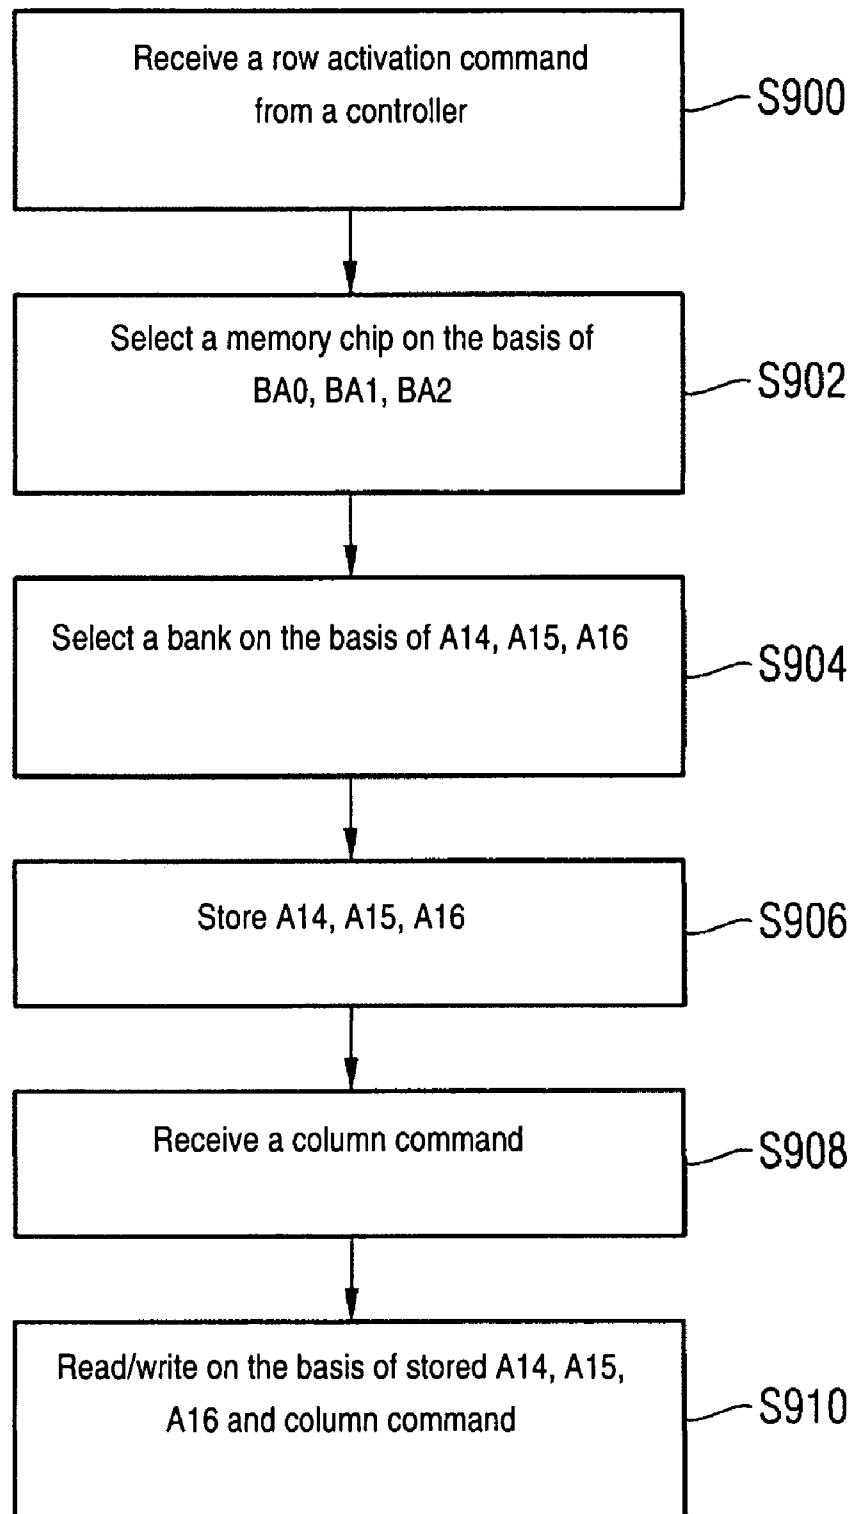 Receive a row activation command
from a controller
S900
Select a memory chip on the basis of
BA0, BA1, BA2
S902
Select a bank on the basis of A14, A15, A16
S904
Store A14, A15, A16
S906
Receive a column command
S908
Read/write on the basis of stored A14, A15,
A16 and column command
S910